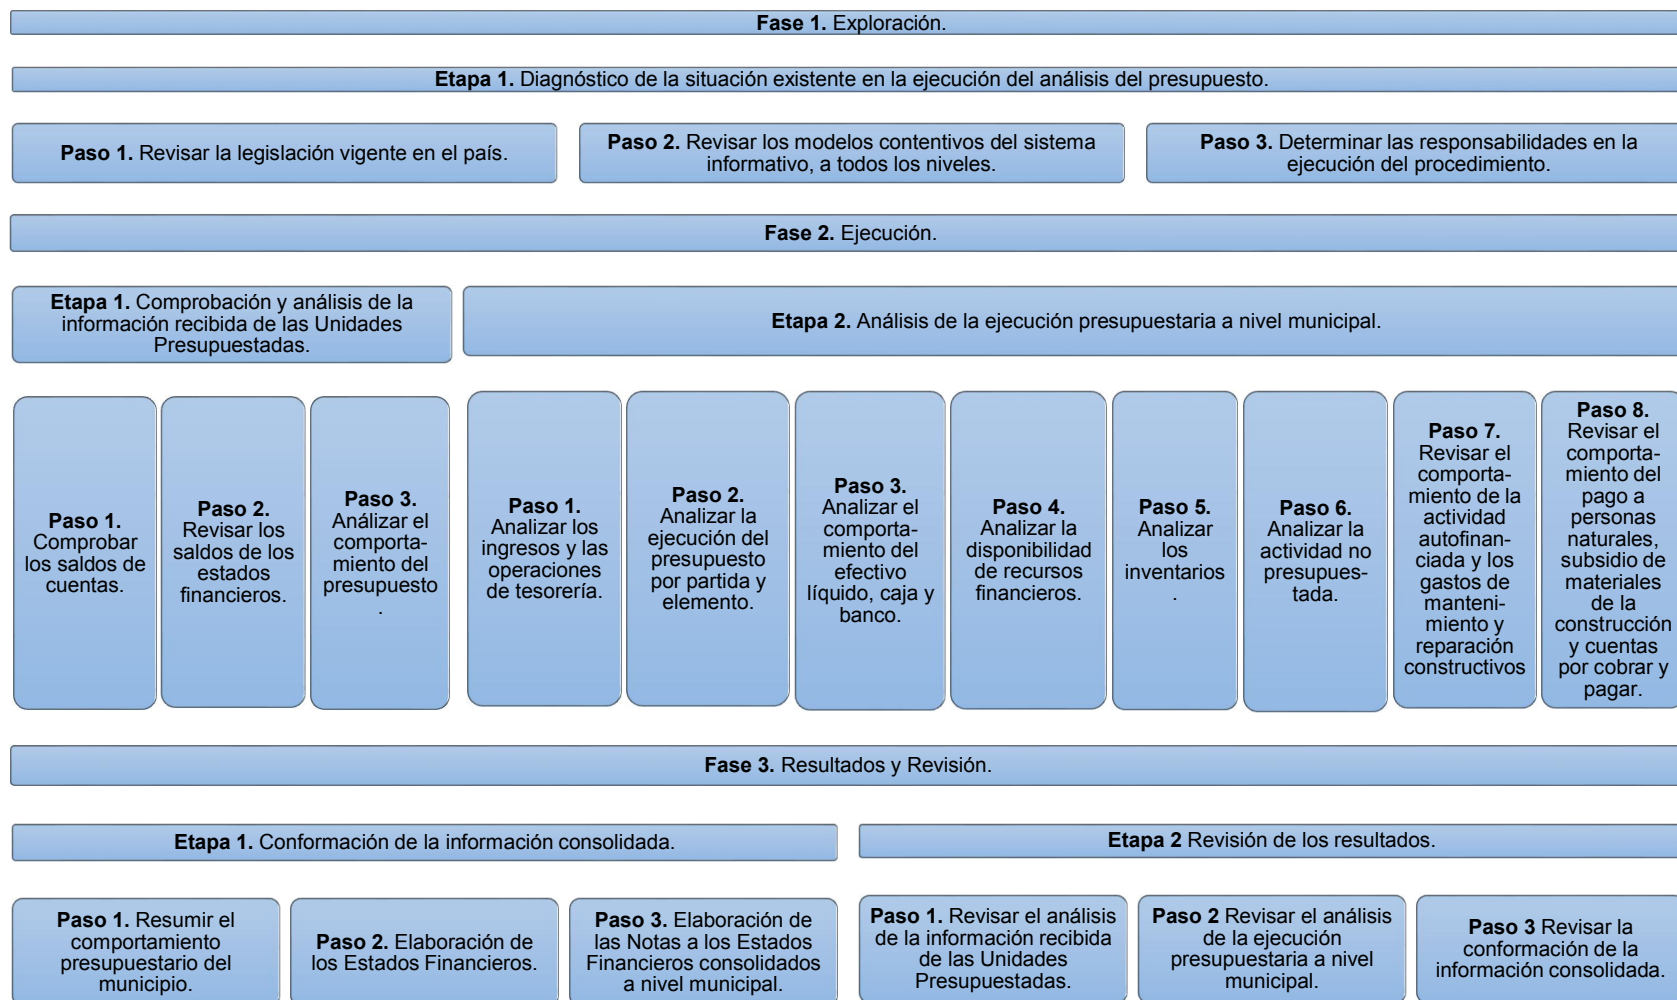 Fase 1. Exploración.
Etapa 1. Diagnóstico de la situación existente en la ejecución del análisis del presupuesto.
Paso 1. Revisar la legislación vigente en el país.
Paso 2. Revisar los modelos contentivos del sistema
informativo, a todos los niveles.
Paso 3. Determinar las responsabilidades en la
ejecución del procedimiento.
Fase 2. Ejecución.
Etapa 1. Comprobación y análisis de la
información recibida de las Unidades
Presupuestadas.
Etapa 2. Análisis de la ejecución presupuestaria a nivel municipal.
Paso 1.
Comprobar
los saldos de
cuentas.
Paso 2.
Revisar los
saldos de los
estados
financieros.
Paso 3.
Análizar el
comporta-
miento del
presupuesto
.
Paso 1.
Analizar los
ingresos y las
operaciones
de tesorería.
Paso 2.
Analizar la
ejecución del
presupuesto
por partida y
elemento.
Paso 3.
Analizar el
comporta-
miento del
efectivo
líquido, caja y
banco.
Paso 4.
Analizar la
disponibilidad
de recursos
financieros.
Paso 5.
Analizar
los
inventarios
.
Paso 6.
Analizar la
actividad no
presupues-
tada.
Paso 7.
Revisar el
comporta-
miento de la
actividad
autofinan-
ciada y los
gastos de
manteni-
miento y
reparación
constructivos
Paso 8.
Revisar el
comporta-
miento del
pago a
personas
naturales,
subsidio de
materiales
de la
construcción
y cuentas
por cobrar y
pagar.
Fase 3. Resultados y Revisión.
Etapa 1. Conformación de la información consolidada.
Etapa 2 Revisión de los resultados.
Paso 1. Resumir el
comportamiento
presupuestario del
municipio.
Paso 2. Elaboración de
los Estados Financieros.
Paso 3. Elaboración de
las Notas a los Estados
Financieros consolidados
a nivel municipal.
Paso 1. Revisar el análisis
de la información recibida
de las Unidades
Presupuestadas.
Paso 2 Revisar el análisis
de la ejecución
presupuestaria a nivel
municipal.
Paso 3 Revisar la
conformación de la
información consolidada.